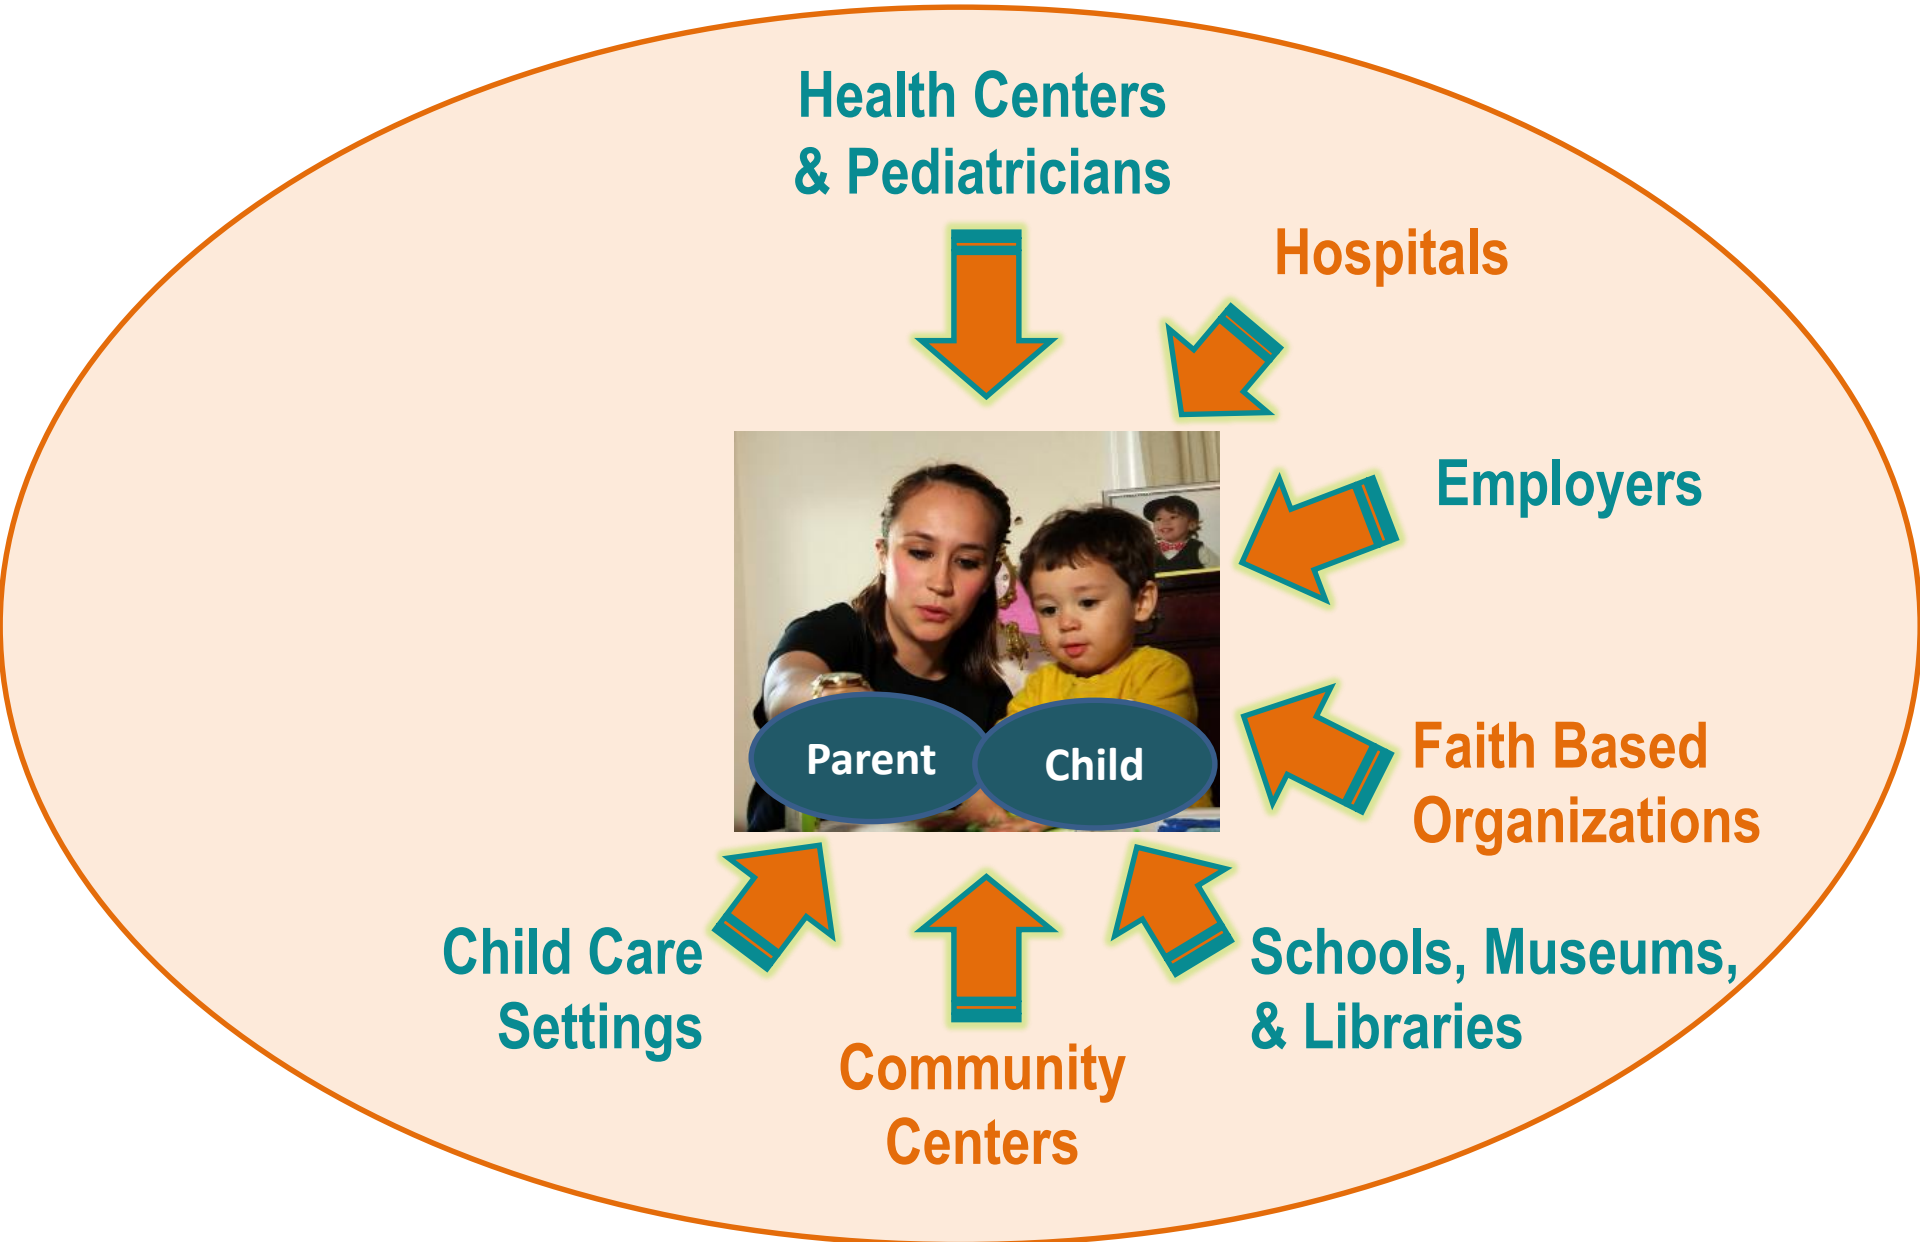 Health Centers
& Pediatricians
Hospitals
Employers
Parent
Child
Faith Based
Organizations
Child Care
Settings
Schools, Museums,
& Libraries
Community
Centers